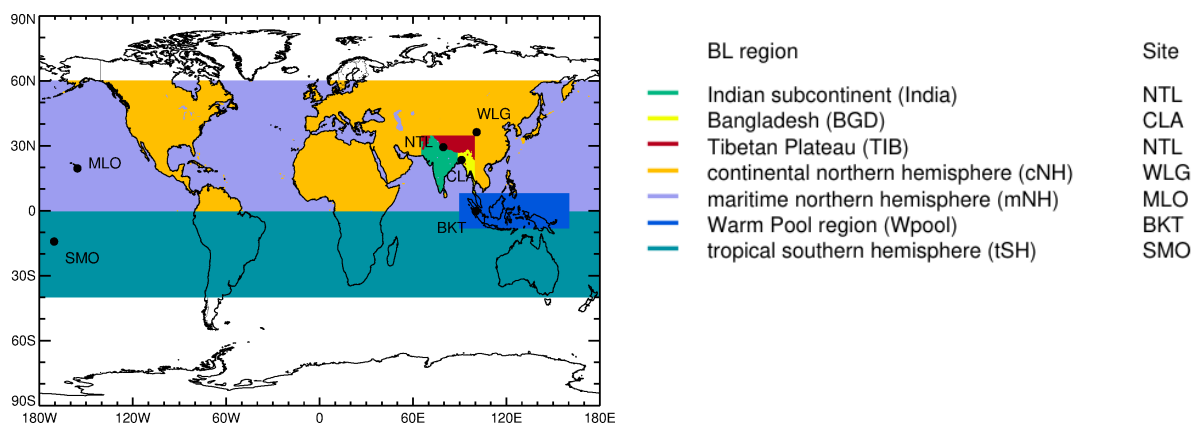 90N
60N
30N
0
30S
60S
90S
180W
120W
60W
0
60E
120E
180E
MLO
SMO
NTL
WLG
CLA
BKT
BL region Site
Indian subcontinent (India) NTL
Bangladesh (BGD) CLA
Tibetan Plateau (TIB) NTL
continental northern hemisphere (cNH) WLG
maritime northern hemisphere (mNH) MLO
Warm Pool region (Wpool) BKT
tropical southern hemisphere (tSH) SMO